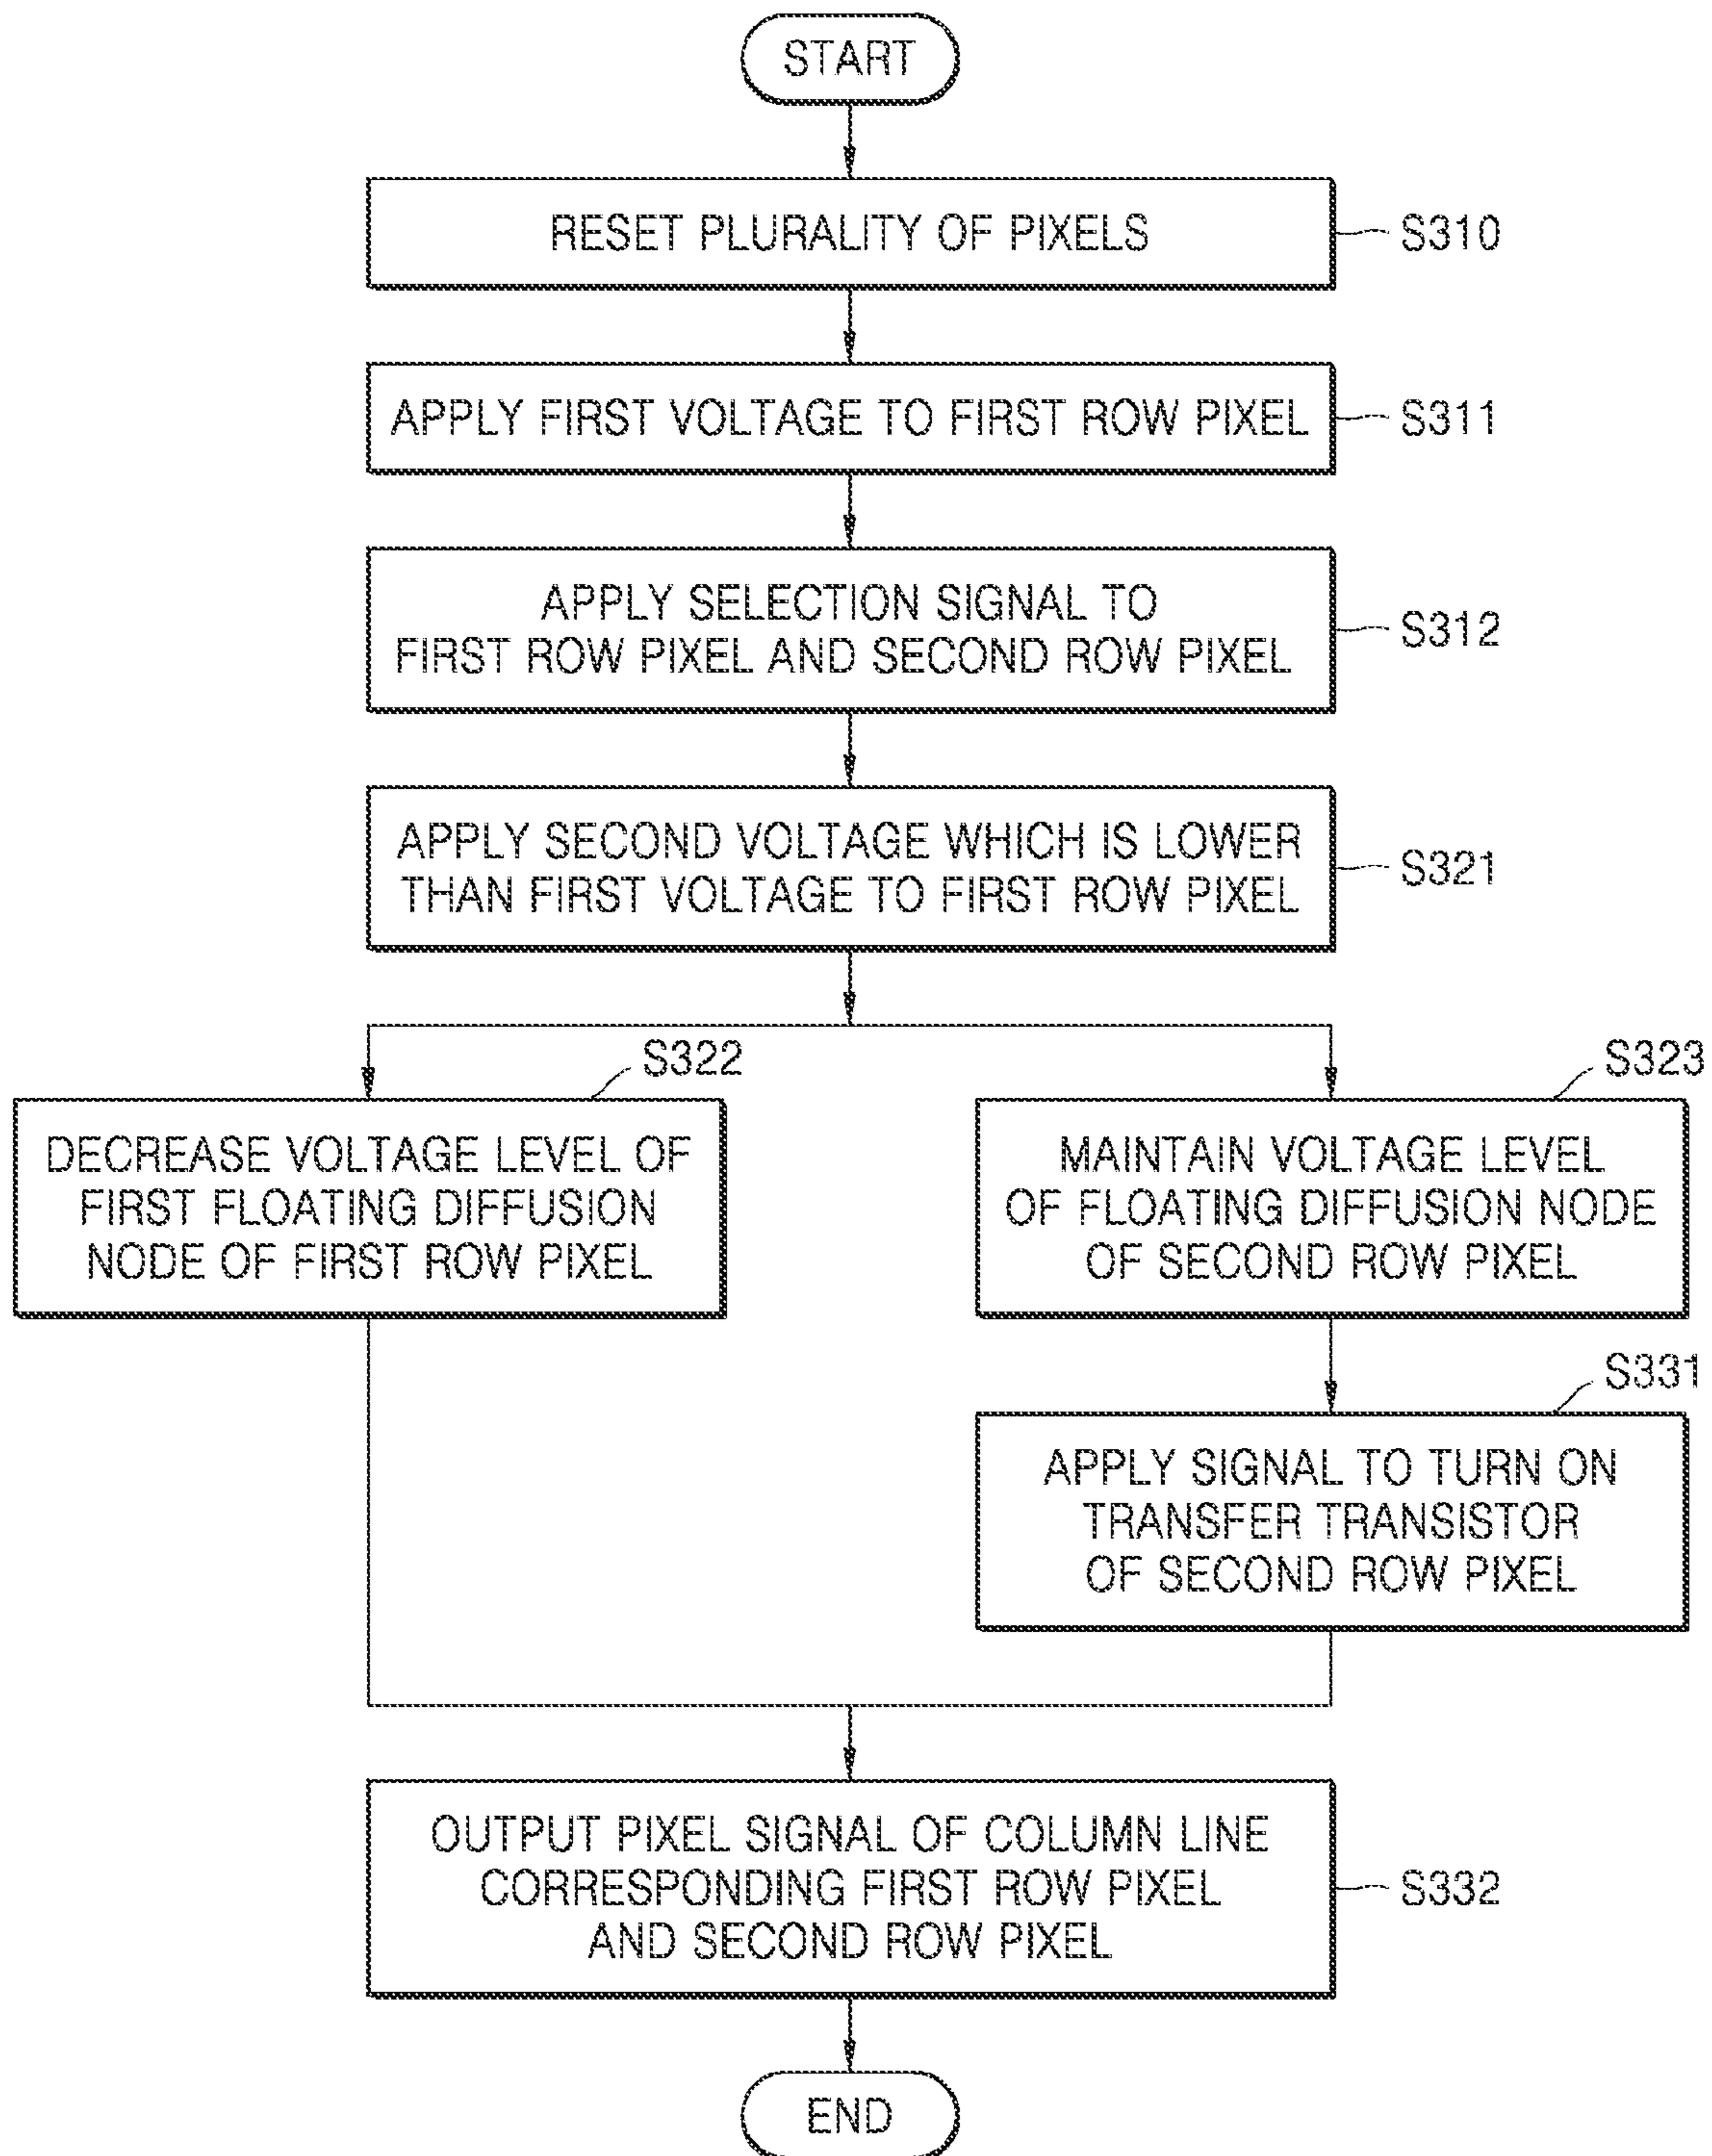 START
RESET PLURALITY OF PIXELS
S310
APPLY FIRST VOLTAGE TO FIRST ROW PIXEL
S311
APPLY SELECTION SIGNAL TO
FIRST ROW PIXEL AND SECOND ROW PIXEL
S312
APPLY SECOND VOLTAGE WHICH IS LOWER
THAN FIRST VOLTAGE TO FIRST ROW PIXEL
S321
S322
DECREASE VOLTAGE LEVEL OF
FIRST FLOATING DIFFUSION
NODE OF FIRST ROW PIXEL
S323
MAINTAIN VOLTAGE LEVEL
OF FLOATING DIFFUSION NODE
OF SECOND ROW PIXEL
S331
APPLY SIGNAL TO TURN ON
TRANSFER TRANSISTOR
OF SECOND ROW PIXEL
OUTPUT PIXEL SIGNAL OF COLUMN LINE
CORRESPONDING FIRST ROW PIXEL
AND SECOND ROW PIXEL
S332
END